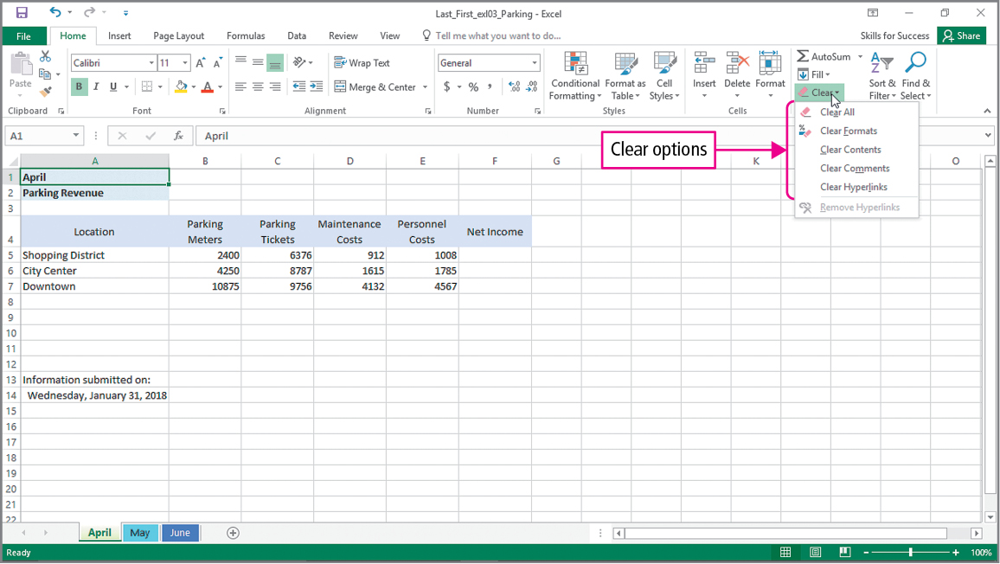 Last_First_exl03_Parking - Excel
File Home Insert Page Layout Formulas Data Review View Tell me what you want to do... Skills for Success Share
Paste
Calibri 11 A A
Wrap Text
General
Conditional Formatting
Format as Table
Cell Styles
Insert Delete Format
AutoSum
Fill
Clear
Sort & Filter
Find & Select
B I U A
Merge & Center
$ % ,
.00 .0
Clipboard Font Alignment Number Styles Cells
Clear All
Clear Formats
Clear Contents
Clear Comments
Clear Hyperlinks
Remove Hyperlinks
Clear options
A1 fx April
A B C D E F G K O
1 April
2 Parking Revenue
3
4 Location Parking Meters Parking Tickets Maintenance Costs Personnel Costs Net Income
5 Shopping District 2400 6376 912 1008
6 City Center 4250 8787 1615 1785
7 Downtown 10875 9756 4132 4567
8
9
10
11
12
13 Information submitted on:
14 Wednesday, January 31, 2018
15
16
17
18
19
20
21
22
April May June
Ready 100%